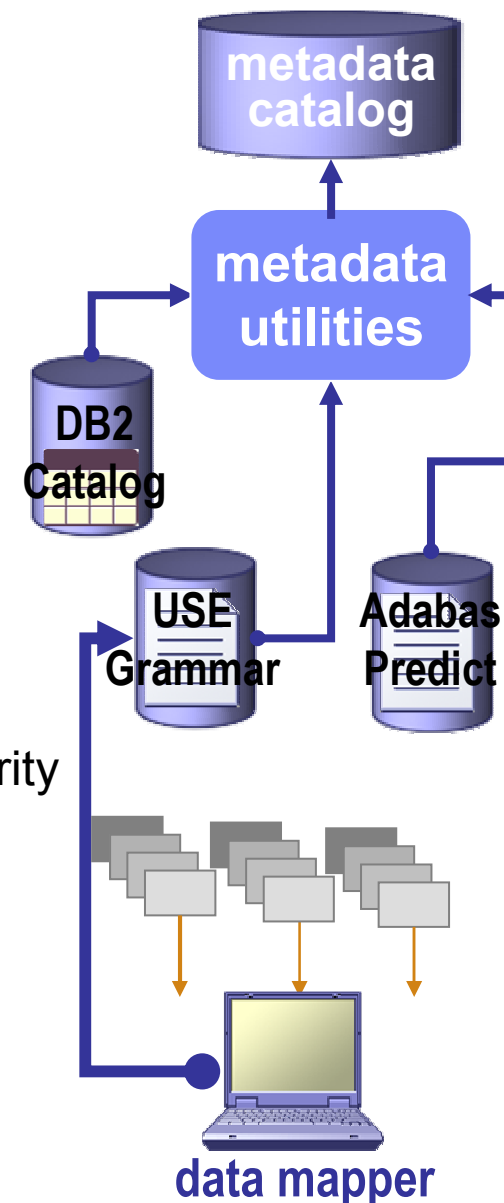 metadata
catalog
metadata
utilities
DB2
Catalog
USE
Grammar
Adabas
Predict
rity
data mapper